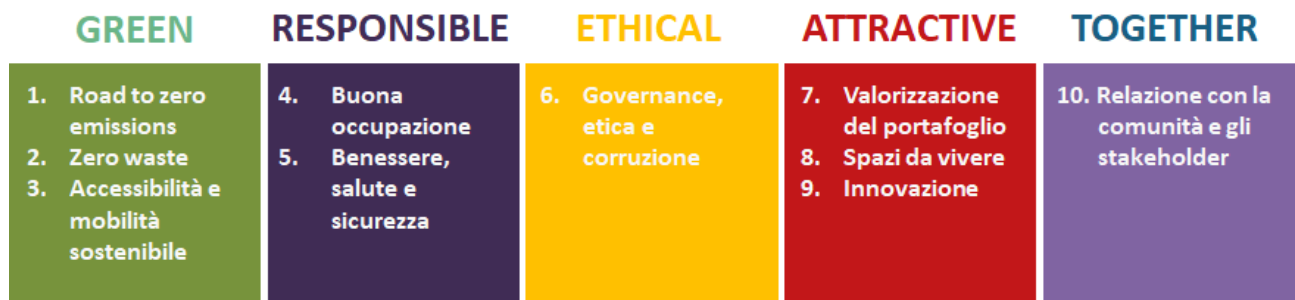 GREEN
1. Road to zero
emissions
2. Zero waste
3. Accessibilità e
mobilità
sostenibile
RESPONSIBLE
4. Buona
occupazione
5. Benessere,
salute e
sicurezza
ETHICAL
6. Governance,
etica e
corruzione
ATTRACTIVE
7. Valorizzazione
del portafoglio
8. Spazi da vivere
9. Innovazione
TOGETHER
10. Relazione con la
comunità e gli
stakeholder